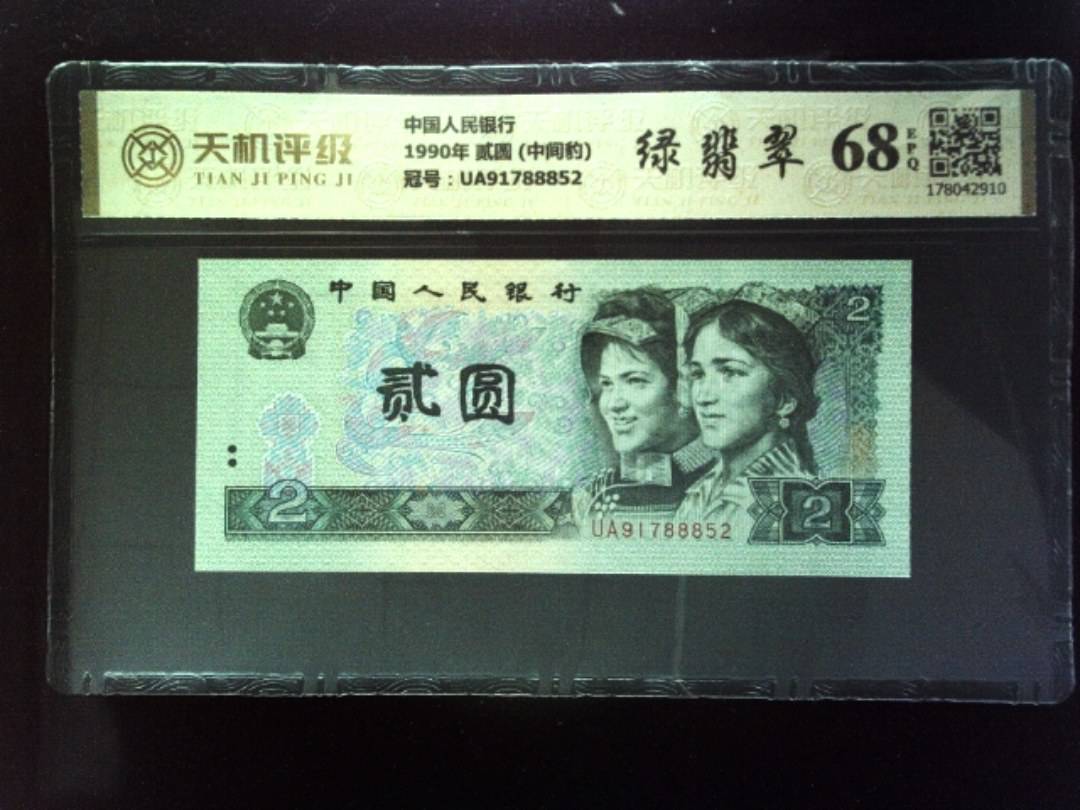 天机评级
TIAN JI PING JI
中国人民银行
1990年 贰圆 (中间豹)
冠号：UA91788852
绿翡翠
68
EPQ
178042910
中国人民银行
2
贰圆
2
UA91788852
2